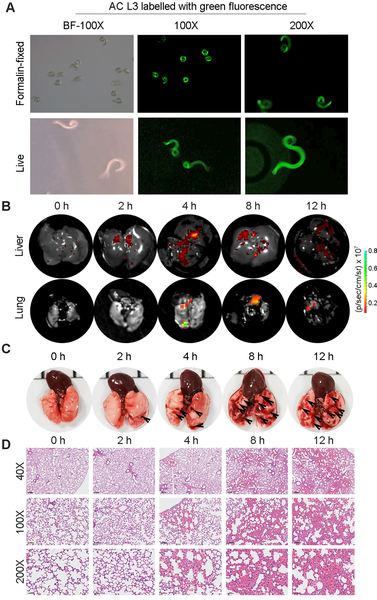 A
AC L3 labelled with green fluorescence
BF-100X 100X 200X
Formalin-fixed
Live
B
0 h 2 h 4 h 8 h 12 h
Liver
Lung
0.8
0.6
0.4
0.2
(p/sec/cm/sr) x 10⁷
C
0 h 2 h 4 h 8 h 12 h
D
0 h 2 h 4 h 8 h 12 h
40X
100X
200X